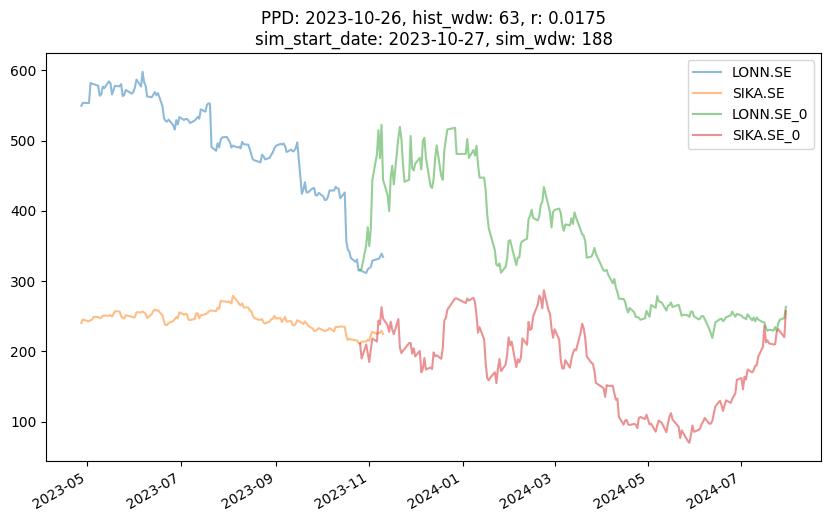 PPD: 2023-10-26, hist_wdw: 63, r: 0.0175
sim_start_date: 2023-10-27, sim_wdw: 188
LONN.SE
SIKA.SE
LONN.SE_0
SIKA.SE_0
600
500
400
300
200
100
2023-05
2023-07
2023-09
2023-11
2024-01
2024-03
2024-05
2024-07